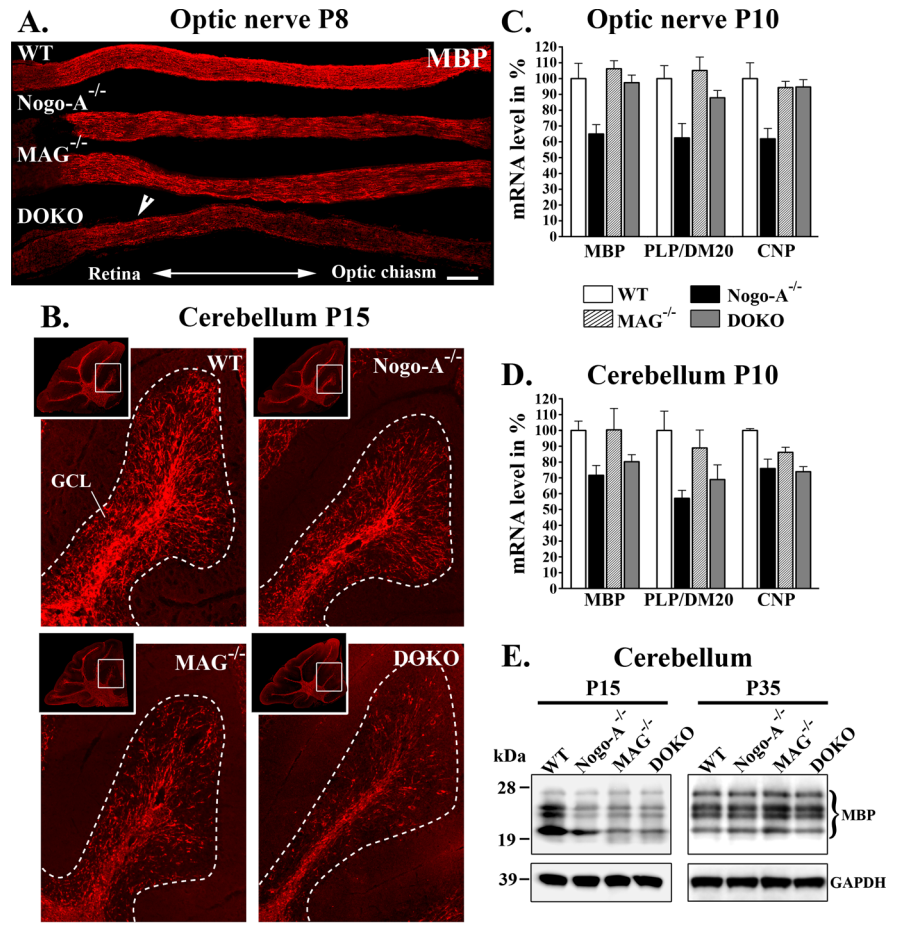 A. Optic nerve P8
WT
MBP
Nogo-A-/-
MAG-/-
DOKO
Retina
Optic chiasm
B. Cerebellum P15
WT
Nogo-A-/-
GCL
MAG-/-
DOKO
C. Optic nerve P10
mRNA level in %
120
110
100
90
80
70
60
50
40
30
20
10
0
MBP PLP/DM20 CNP
WT Nogo-A-/-
MAG-/- DOKO
D. Cerebellum P10
mRNA level in %
120
100
90
80
70
60
50
40
30
20
10
0
MBP PLP/DM20 CNP
E. Cerebellum
P15 P35
kDa WT Nogo-A-/- MAG-/- DOKO WT Nogo-A-/- MAG-/- DOKO
28
MBP
19
39
GAPDH